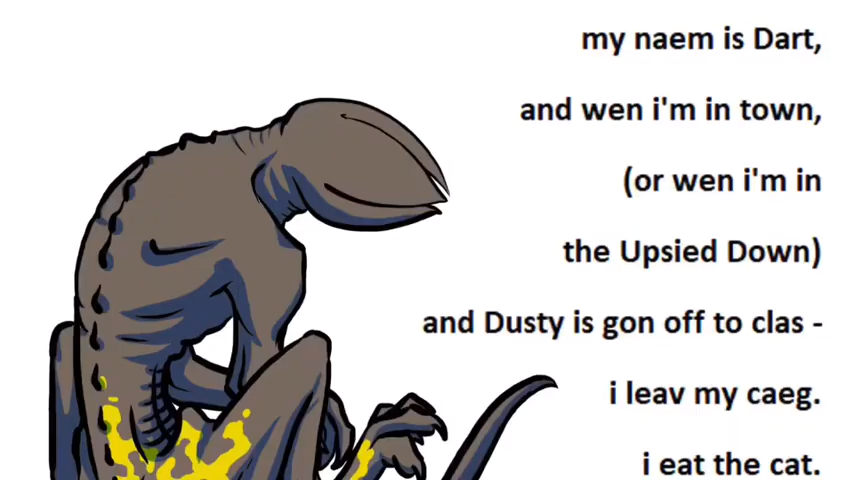 my naem is Dart,
and wen i'm in town,
(or wen i'm in
the Upsied Down)
and Dusty is gon off to clas -
i leav my caeg.
i eat the cat.